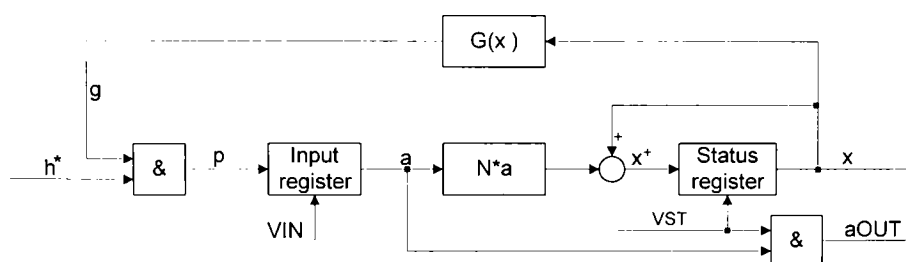 G(x)
g
h*
&
p
Input
register
a
N*a
+
x+
Status
register
x
VIN
VST
&
aOUT